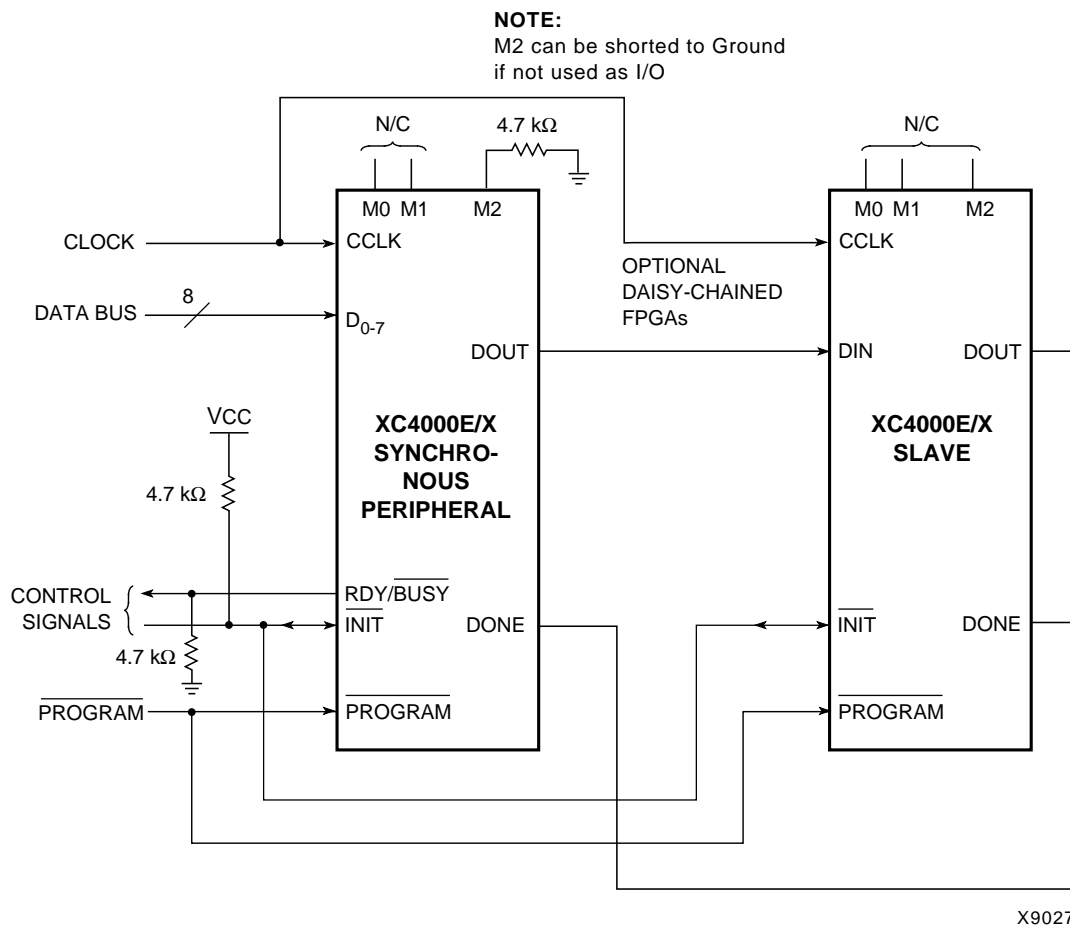 NOTE:
M2 can be shorted to Ground
if not used as I/O
N/C
4.7 kΩ
N/C
M0 M1 M2
M0 M1 M2
CLOCK
CCLK
CCLK
OPTIONAL
DAISY-CHAINED
FPGAs
DATA BUS
8
D0-7
DOUT
DIN
DOUT
VCC
XC4000E/X
SYNCHRO-
NOUS
PERIPHERAL
XC4000E/X
SLAVE
4.7 kΩ
CONTROL
SIGNALS
RDY/BUSY
INIT
DONE
INIT
DONE
4.7 kΩ
PROGRAM
PROGRAM
PROGRAM
X9027